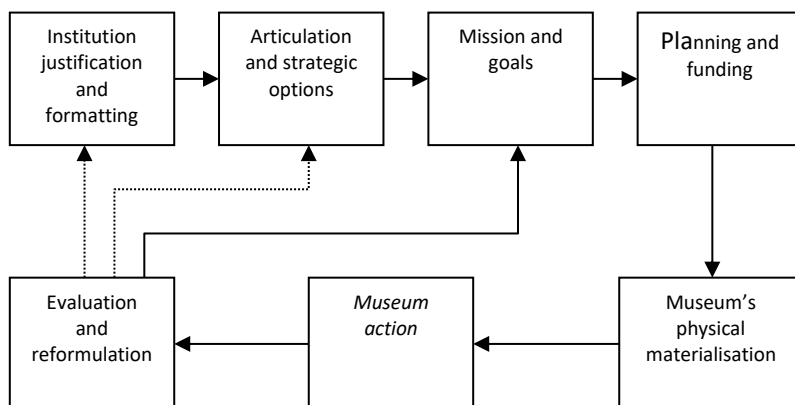 Institution
justification
and
formatting
Articulation
and strategic
options
Mission and
goals
Planning and
funding
Evaluation
and
reformulation
Museum
action
Museum’s
physical
materialisation